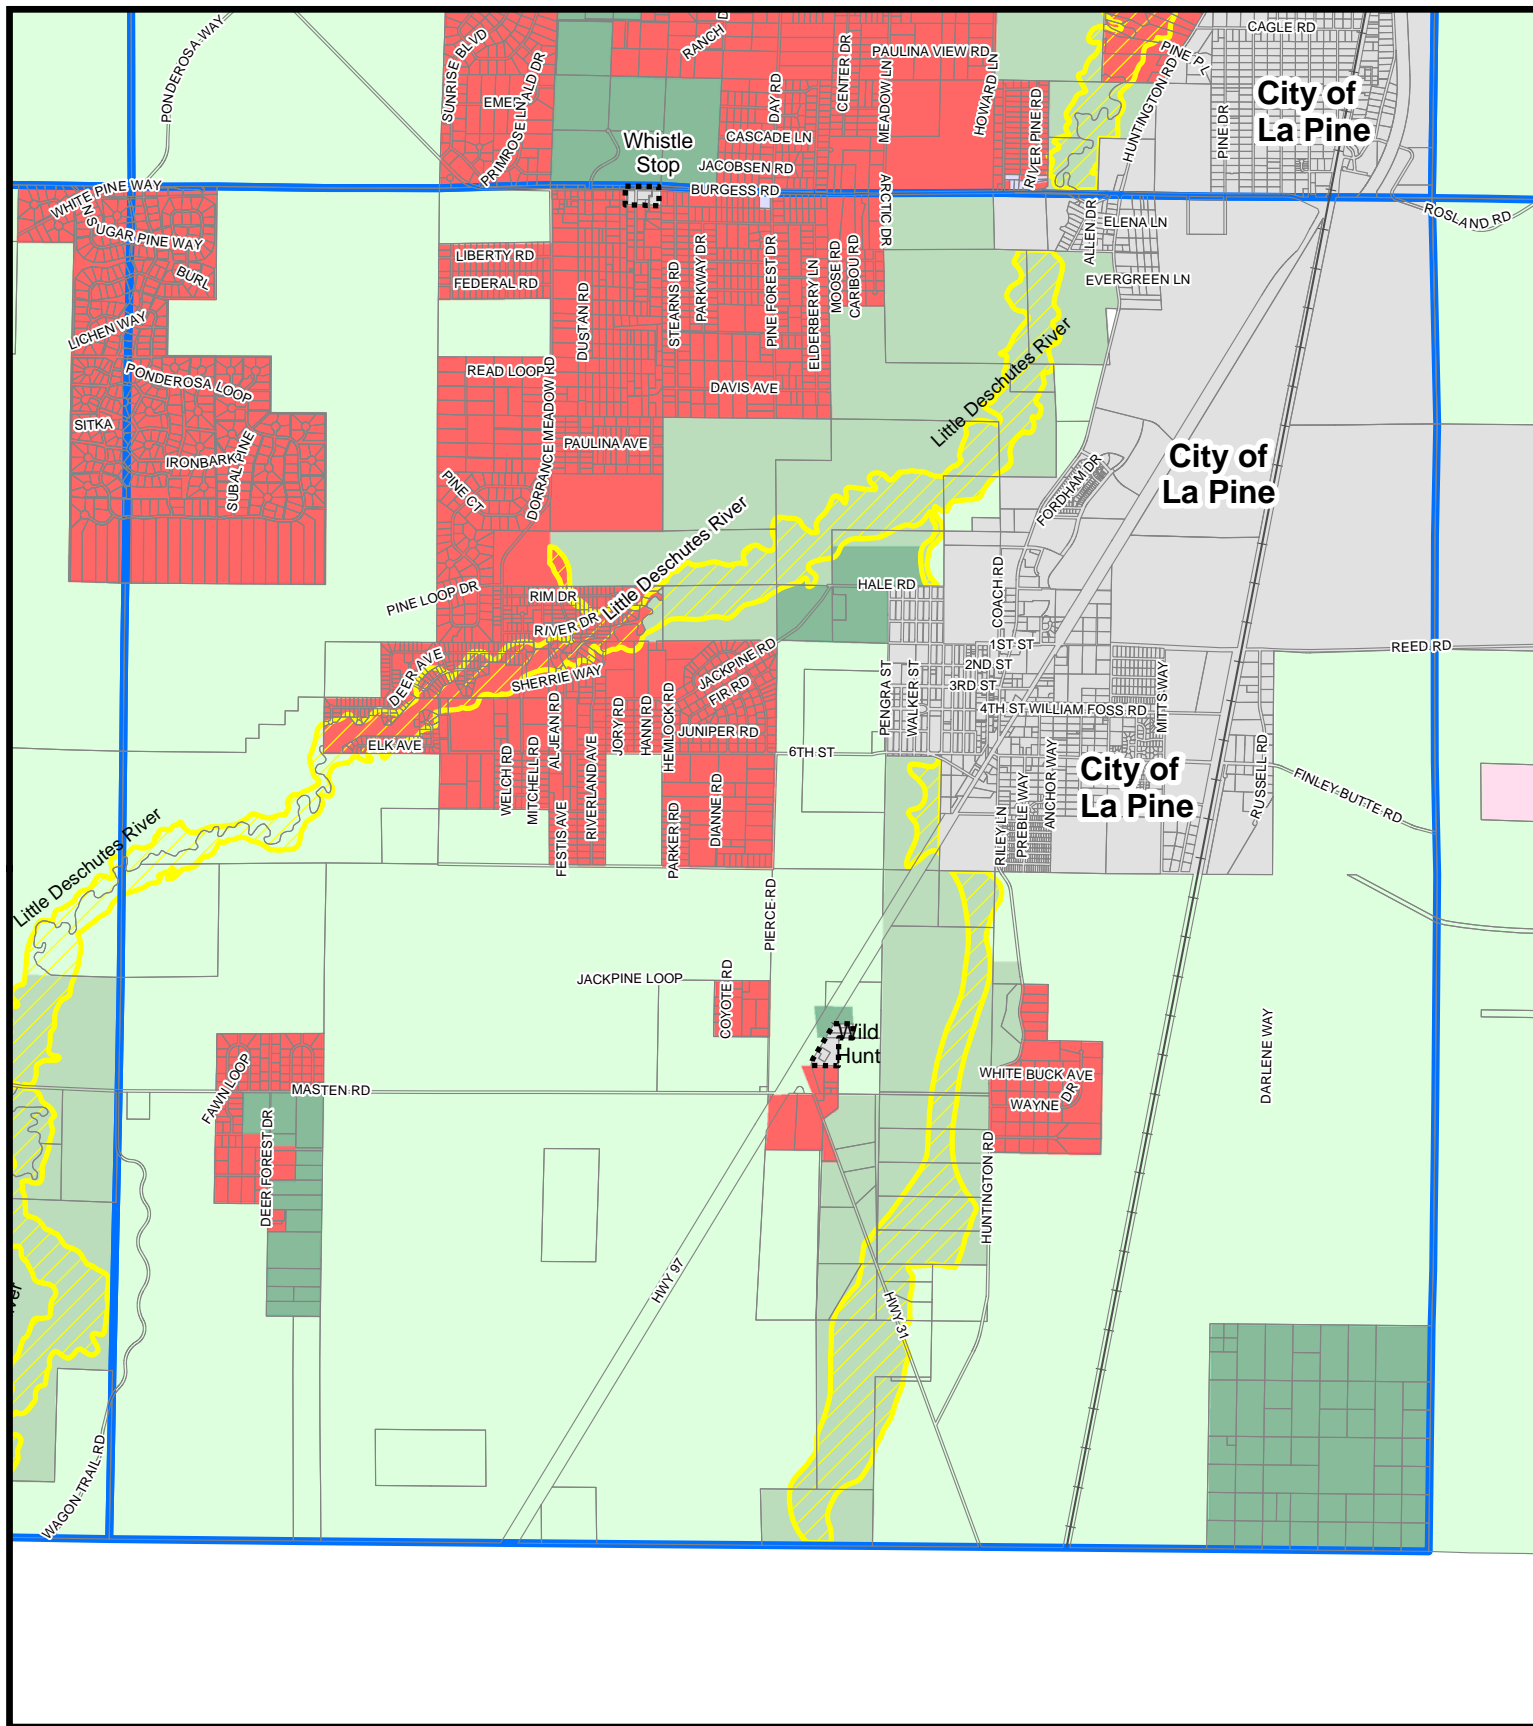 PONDEROSA WAY
SUNRISE BLVD
PRIMROSE LN
ALD DR
RANCH
CENTER DR
PAULINA VIEW RD
MEADOW LN
HOWARD LN
PINE PL
CAGLE RD
DAY RD
CASCADE LN
JACOBSEN RD
RIVER PINE RD
HUNTINGTON RD
PINE DR
City of
La Pine
Whistle
Stop
BURGESS RD
WHITE PINE WAY
SUGAR PINE WAY
BURL
LICHEN WAY
PONDEROSA LOOP
SITKA
IRONBARK
SUBALPINE
LIBERTY RD
FEDERAL RD
DUSTAN RD
STEARNS RD
PARKWAY DR
PINE FOREST DR
ELDERBERRY LN
MOOSE RD
CARIBOU RD
ARCTIC DR
ALLEN DR
ELENA LN
EVERGREEN LN
ROSLAND RD
READ LOOP
DORRANCE MEADOW RD
DAVIS AVE
PAULINA AVE
PINE CT
Little Deschutes River
FORDHAM DR
City of
La Pine
Little Deschutes River
PINE LOOP DR
RIM DR
RIVER DR
HALE RD
COACH RD
1ST ST
2ND ST
3RD ST
4TH ST
WILLIAM FOSS RD
MITTS WAY
REED RD
DEER AVE
SHERRIE WAY
JACKPINE RD
FIR RD
JUNIPER RD
PENGRA ST
WALKER ST
ELK AVE
WELCH RD
MITCHELL RD
AL JEAN RD
FESTIS AVE
RIVERLAND AVE
JORY RD
HANN RD
HEMLOCK RD
PARKER RD
DIANNE RD
6TH ST
City of
La Pine
RILEY LN
PREBLE WAY
ANCHOR WAY
RUSSELL RD
FINLEY BUTTE RD
Little Deschutes River
PIERCE RD
JACKPINE LOOP
COYOTE RD
Wild
Hunt
WHITE BUCK AVE
WAYNE DR
DARLENE WAY
FAWN LOOP
MASTEN RD
DEER FOREST DR
HUNTINGTON RD
HWY 97
HWY 31
WAGON TRAIL RD